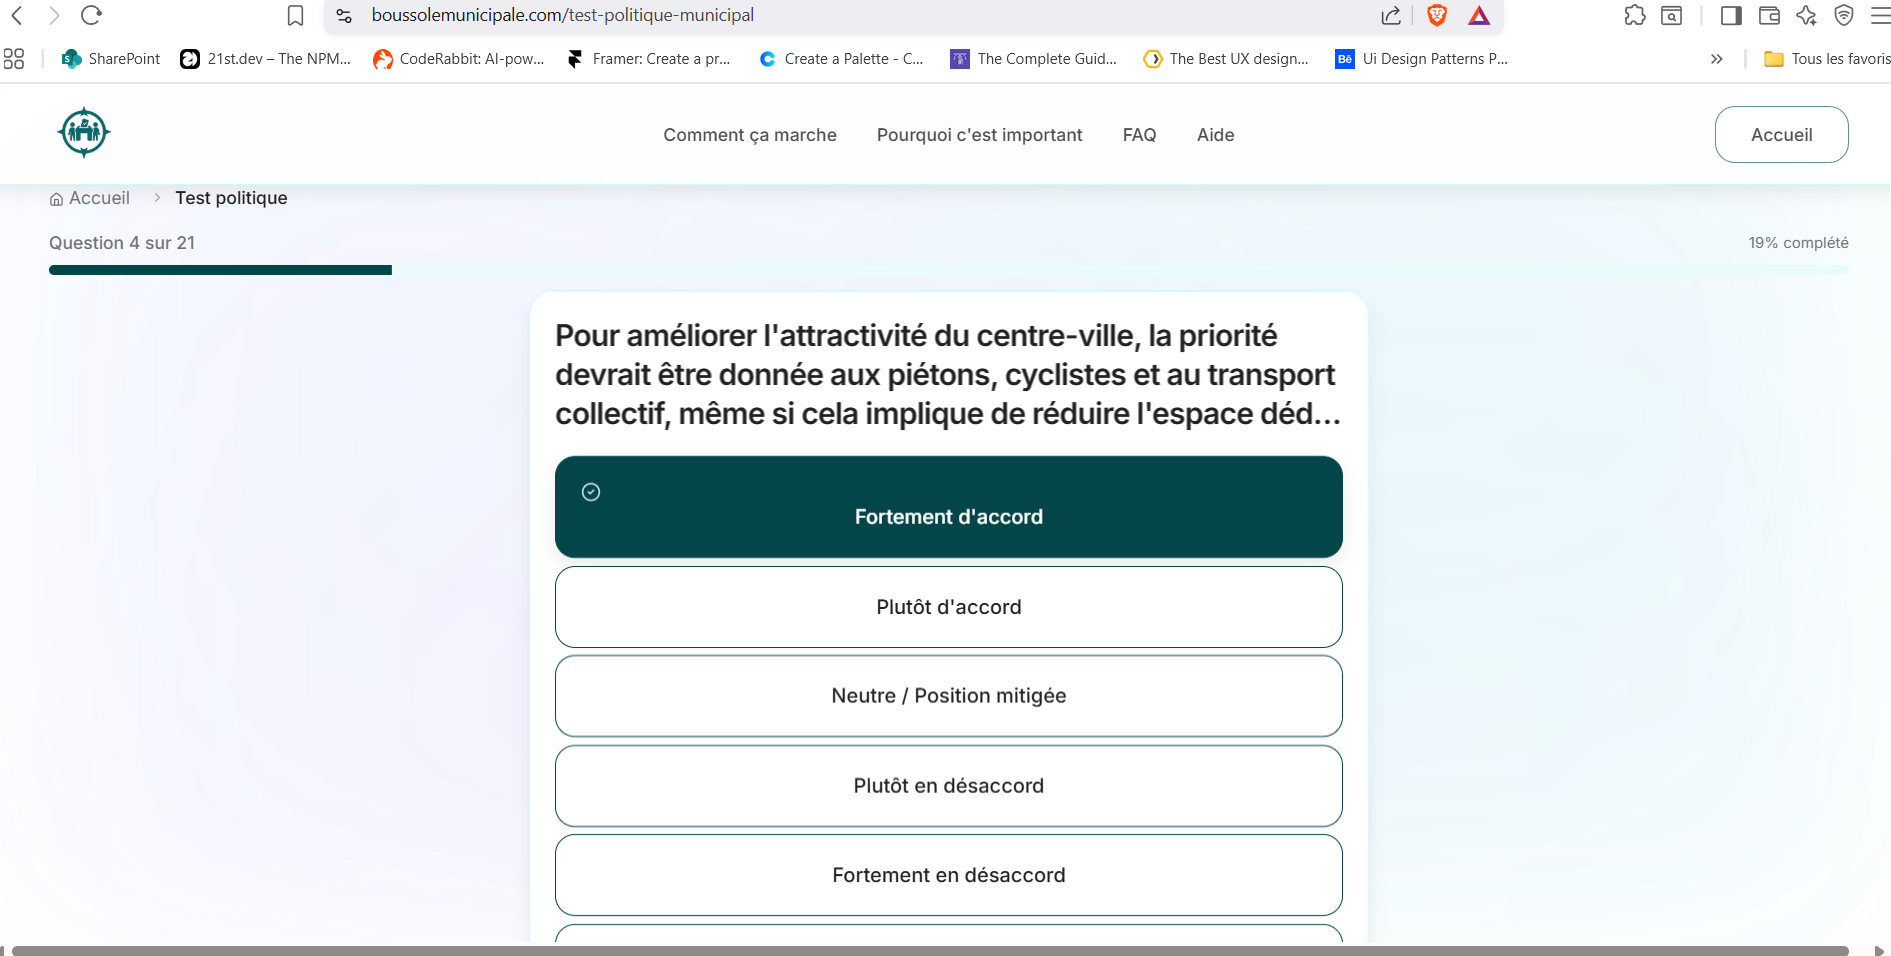 boussolemunicipale.com/test-politique-municipal
SharePoint
21st.dev – The NPM...
CodeRabbit: AI-pow...
Framer: Create a pr...
Create a Palette - C...
The Complete Guid...
The Best UX design...
Bē
Ui Design Patterns P...
»
Tous les favoris
Comment ça marche
Pourquoi c'est important
FAQ
Aide
Accueil
Accueil > Test politique
Question 4 sur 21
19% complété
Pour améliorer l'attractivité du centre-ville, la priorité
devrait être donnée aux piétons, cyclistes et au transport
collectif, même si cela implique de réduire l'espace déd...
Fortement d'accord
Plutôt d'accord
Neutre / Position mitigée
Plutôt en désaccord
Fortement en désaccord